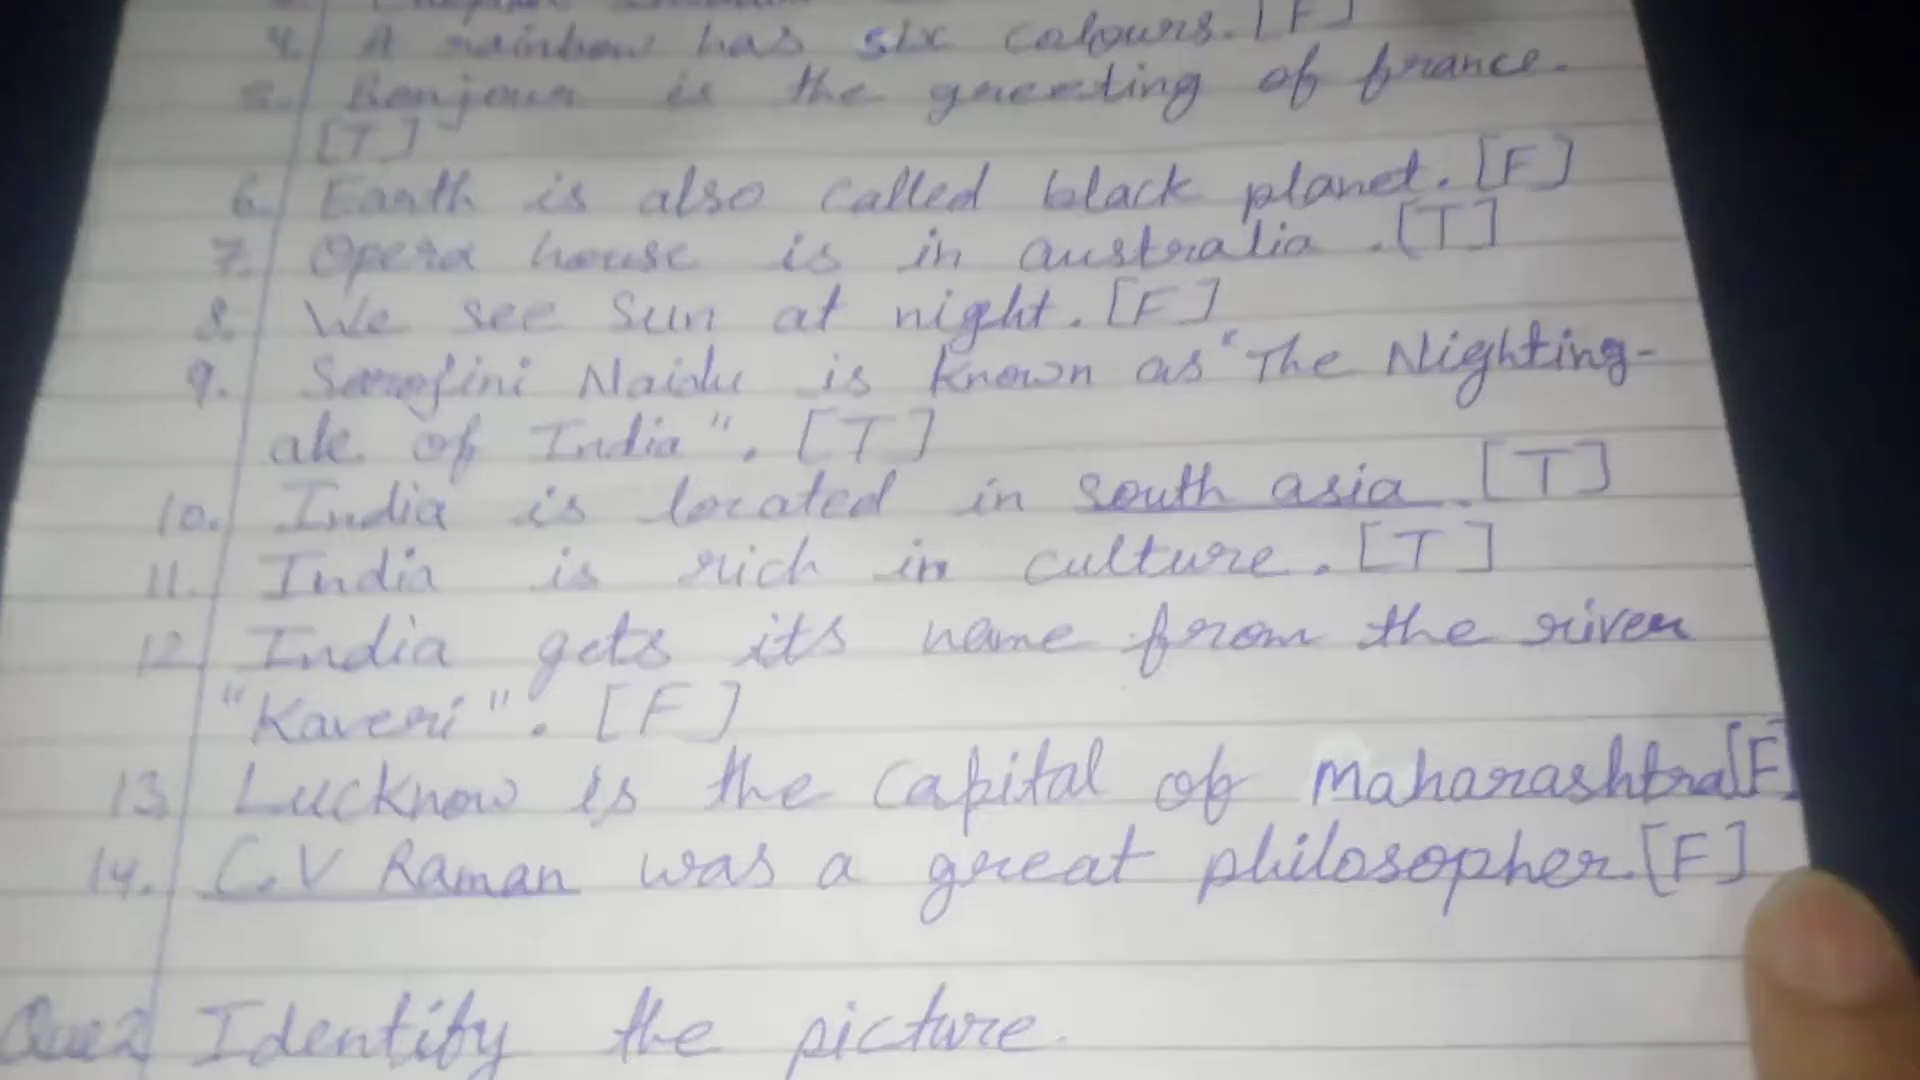 4. A rainbow has six colours. [F]
5. Bonjour is the greeting of france.
[T]
6. Earth is also called black planet. [F]
7. Opera house is in australia. [T]
8. We see Sun at night. [F]
9. Sarojini Naidu is known as "The Nighting-
ale of India". [T]
10. India is located in south asia. [T]
11. India is rich in culture. [T]
12. India gets its name from the river
"Kaveri". [F]
13. Lucknow is the capital of Maharashtra [F]
14. C.V Raman was a great philosopher. [F]
Que2 Identify the picture.